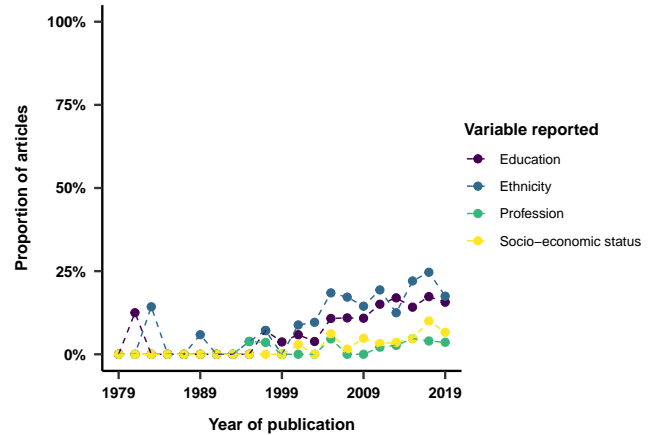 100%
75%
50%
25%
0%
Proportion of articles
1979
1989
1999
2009
2019
Year of publication
Variable reported
Education
Ethnicity
Profession
Socio−economic status